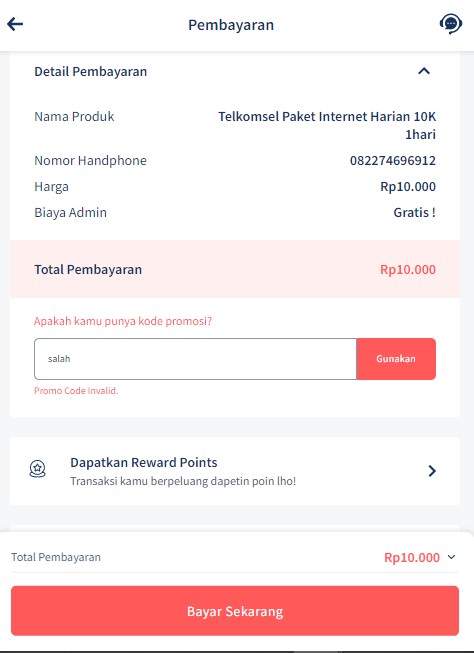 Pembayaran
Detail Pembayaran
Nama Produk
Telkomsel Paket Internet Harian 10K
1hari
Nomor Handphone
082274696912
Harga
Rp10.000
Biaya Admin
Gratis !
Total Pembayaran
Rp10.000
Apakah kamu punya kode promosi?
salah
Gunakan
Promo Code Invalid.
Dapatkan Reward Points
Transaksi kamu berpeluang dapetin poin lho!
Total Pembayaran
Rp10.000
Bayar Sekarang